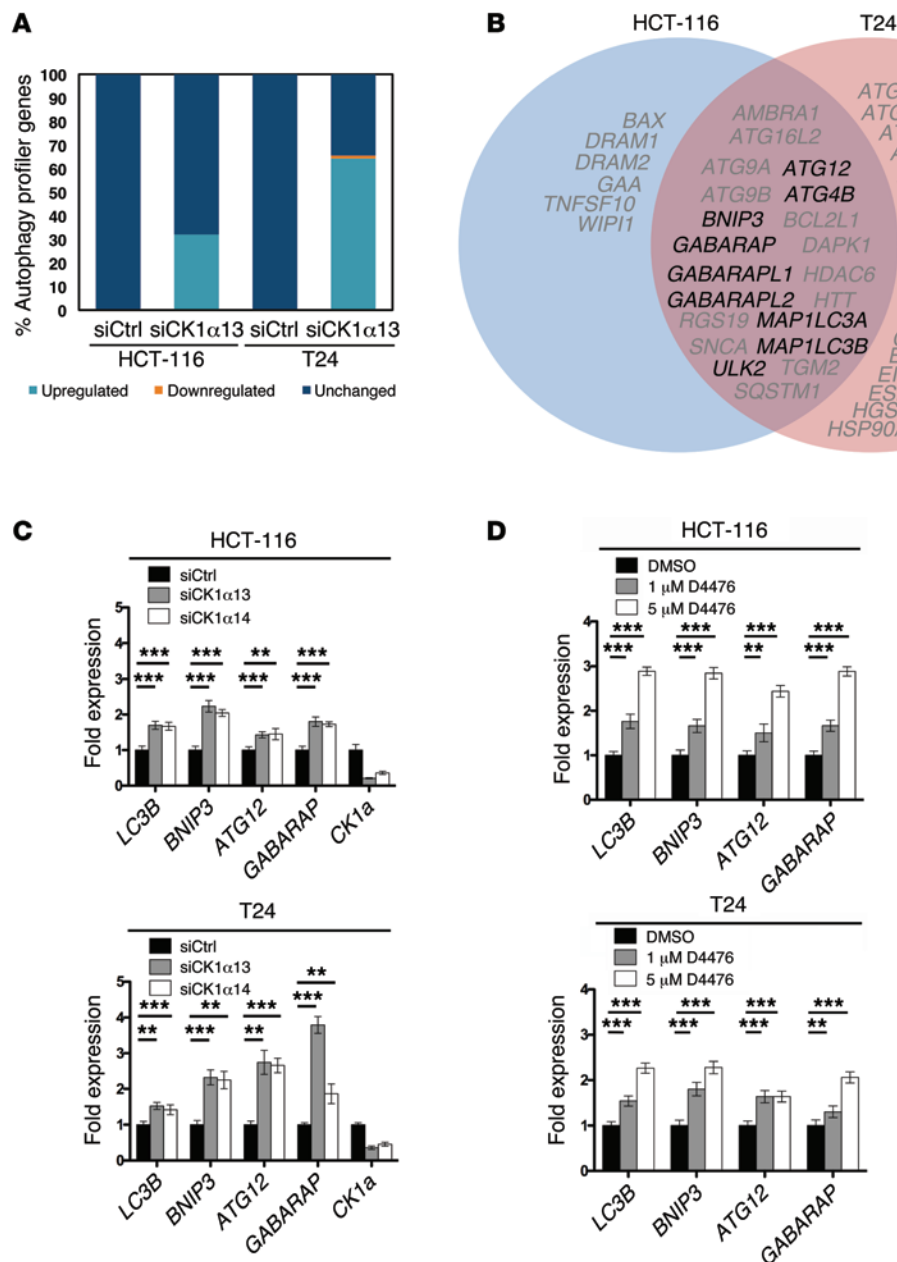 A
100
90
80
70
60
50
40
30
20
10
0
% Autophagy profiler genes
siCtrl siCK1α13 siCtrl siCK1α13
HCT-116 T24
Upregulated Downregulated Unchanged
B
HCT-116 T24
BAX
DRAM1
DRAM2
GAA
TNFSF10
WIPI1
AMBRA1
ATG16L2
ATG9A ATG12
ATG9B ATG4B
BNIP3 BCL2L1
GABARAP DAPK1
GABARAPL1 HDAC6
GABARAPL2 HTT
RGS19 MAP1LC3A
SNCA MAP1LC3B
ULK2 TGM2
SQSTM1
C
HCT-116
siCtrl
siCK1α13
siCK1α14
5
4
3
2
1
0
Fold expression
*** *** ** ***
*** *** *** ***
LC3B BNIP3 ATG12 GABARAP CK1a
T24
siCtrl
siCK1α13
siCK1α14
5
4
3
2
1
0
Fold expression
**
*** ** *** ***
** *** **
LC3B BNIP3 ATG12 GABARAP CK1a
D
HCT-116
DMSO
1 µM D4476
5 µM D4476
4
3
2
1
0
Fold expression
*** *** *** ***
*** *** ** ***
LC3B BNIP3 ATG12 GABARAP
T24
DMSO
1 µM D4476
5 µM D4476
4
3
2
1
0
Fold expression
*** *** *** ***
*** *** *** **
LC3B BNIP3 ATG12 GABARAP